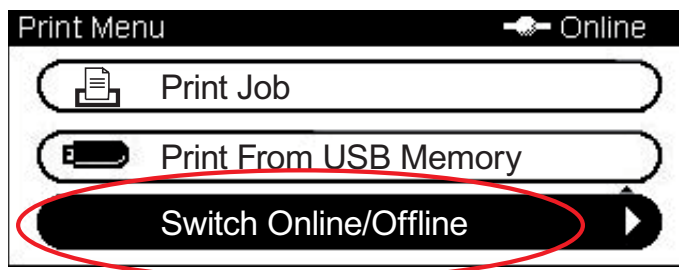 Print Menu Online
Print Job
Print From USB Memory
Switch Online/Offline